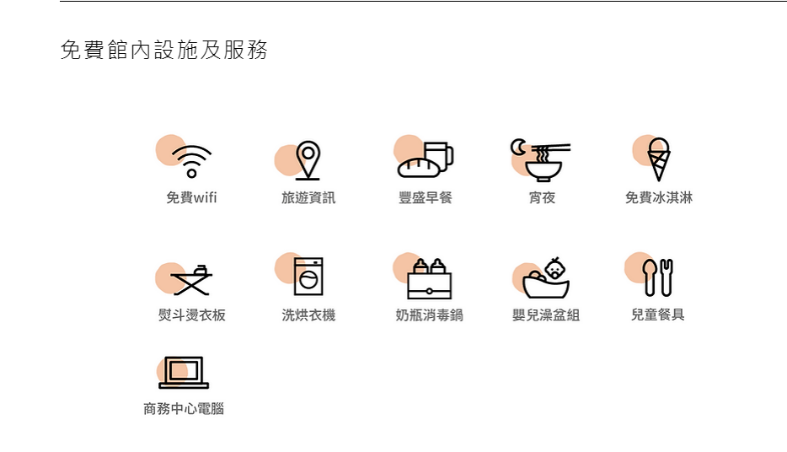 免費館內設施及服務
免費wifi
旅遊資訊
豐盛早餐
宵夜
免費冰淇淋
熨斗燙衣板
洗烘衣機
奶瓶消毒鍋
嬰兒澡盆組
兒童餐具
商務中心電腦